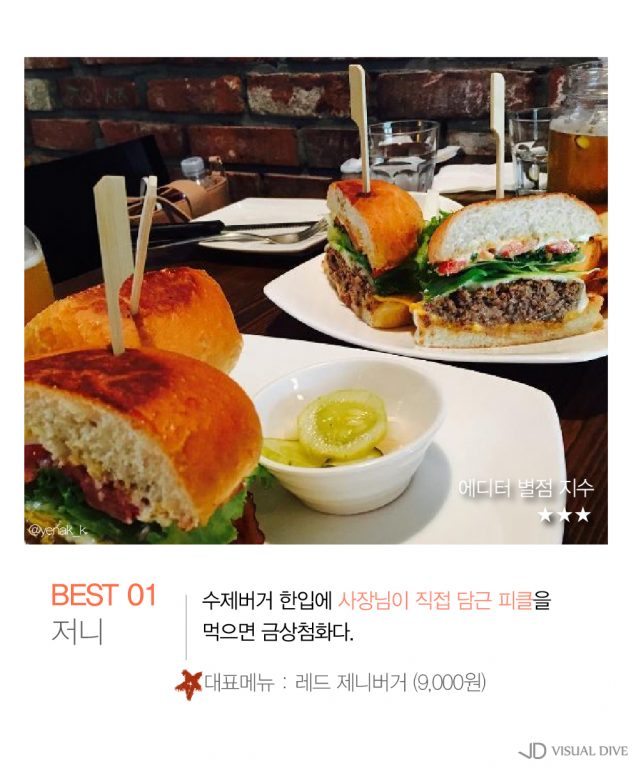 에디터 별점 지수
★★★
@yenak_k
BEST 01
저니
수제버거 한입에 사장님이 직접 담근 피클을
먹으면 금상첨화다.
대표메뉴 : 레드 제니버거 (9,000원)
VISUAL DIVE